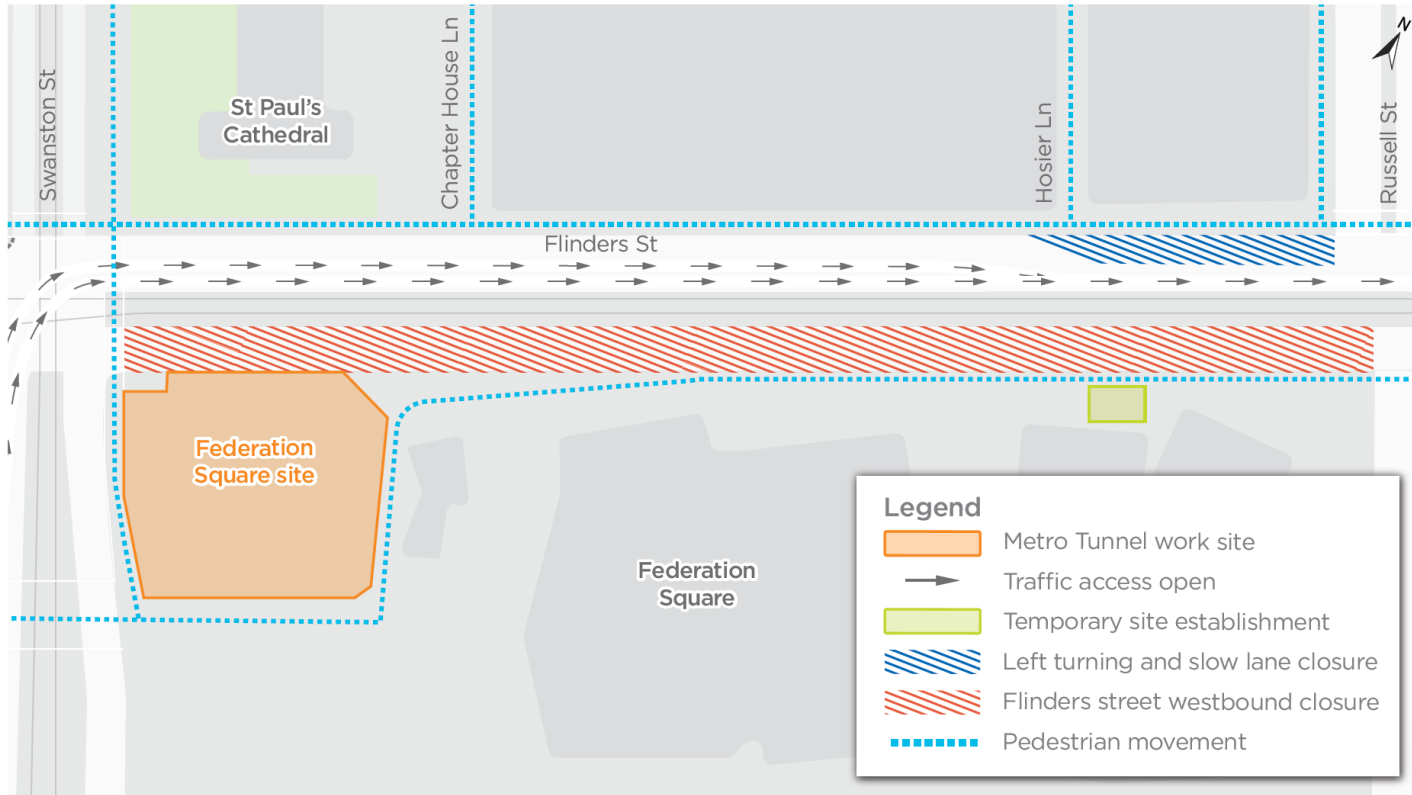 Swanston St
St Paul's
Cathedral
Chapter House Ln
Hosier Ln
Russell St
N
Flinders St
Federation
Square site
Federation
Square
Legend
Metro Tunnel work site
Traffic access open
Temporary site establishment
Left turning and slow lane closure
Flinders street westbound closure
Pedestrian movement